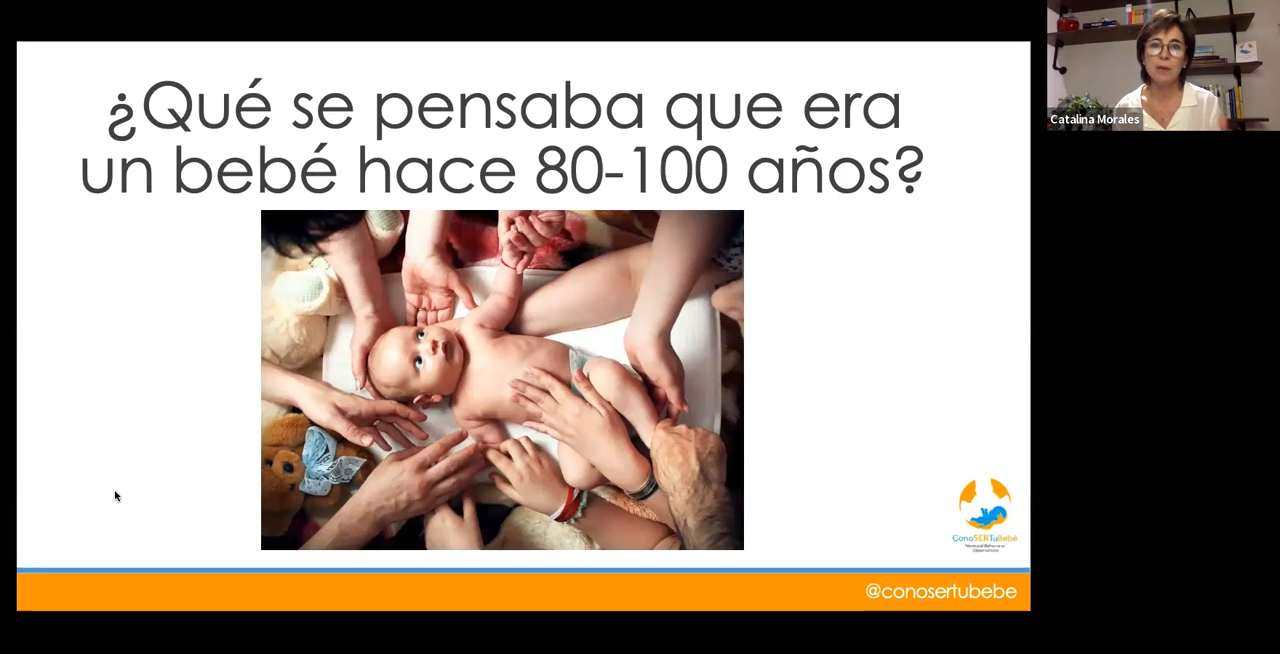 ¿Qué se pensaba que era
un bebé hace 80-100 años?
Catalina Morales
ConoSERTuBebé
@conosertubebe